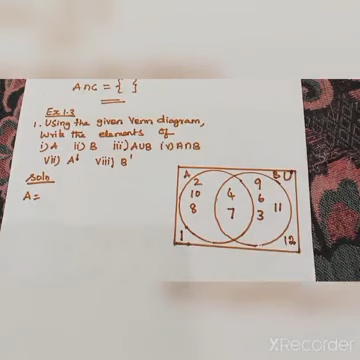 A∩C = { }
Ex 1.3
1. Using the given Venn diagram,
Write the elements of
i) A ii) B iii) A∪B iv) A∩B
vii) A' viii) B'
Soln
A=
A B U
2 9
10 4 6
8 7 3 11
1 12
XRecorder